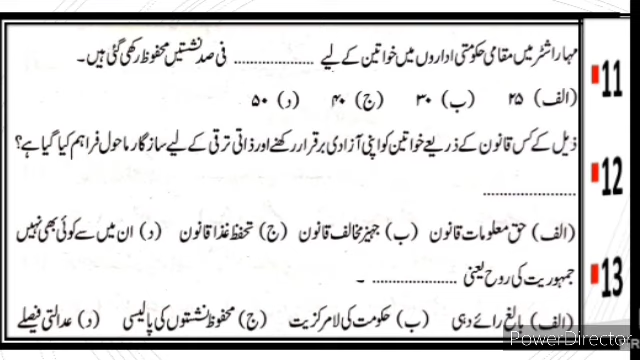 11 مہاراشٹر میں مقامی حکومتی اداروں میں خواتین کے لیے .................. فی صد نشستیں محفوظ رکھی گئی ہیں۔
(الف) ۲۵ (ب) ۳۰ (ج) ۴۰ (د) ۵۰
12 ذیل کے کس قانون کے ذریعے خواتین کو اپنی آزادی برقرار رکھنے اور ذاتی ترقی کے لیے سازگار ماحول فراہم کیا گیا ہے؟
....................
(الف) حق معلومات قانون (ب) جہیز مخالف قانون (ج) تحفظ غذا قانون (د) ان میں سے کوئی بھی نہیں
13 جمہوریت کی روح یعنی .................. ۔
(الف) بالغ رائے دہی (ب) حکومت کی لامرکزیت (ج) محفوظ نشستوں کی پالیسی (د) عدالتی فیصلے
PowerDirector